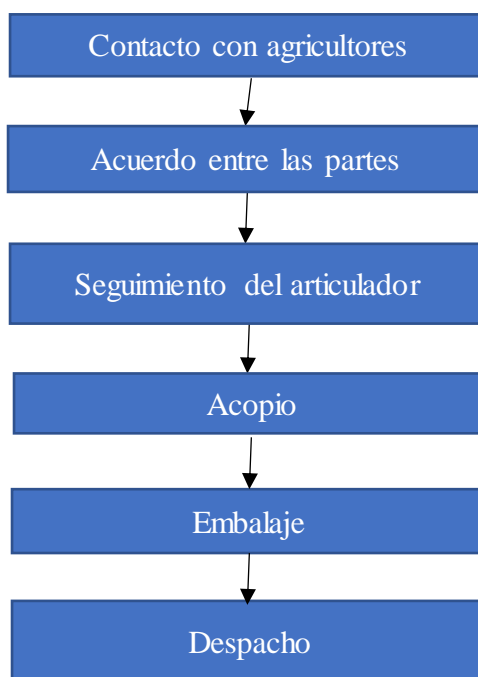 Contacto con agricultores
Acuerdo entre las partes
Seguimiento del articulador
Acopio
Embalaje
Despacho